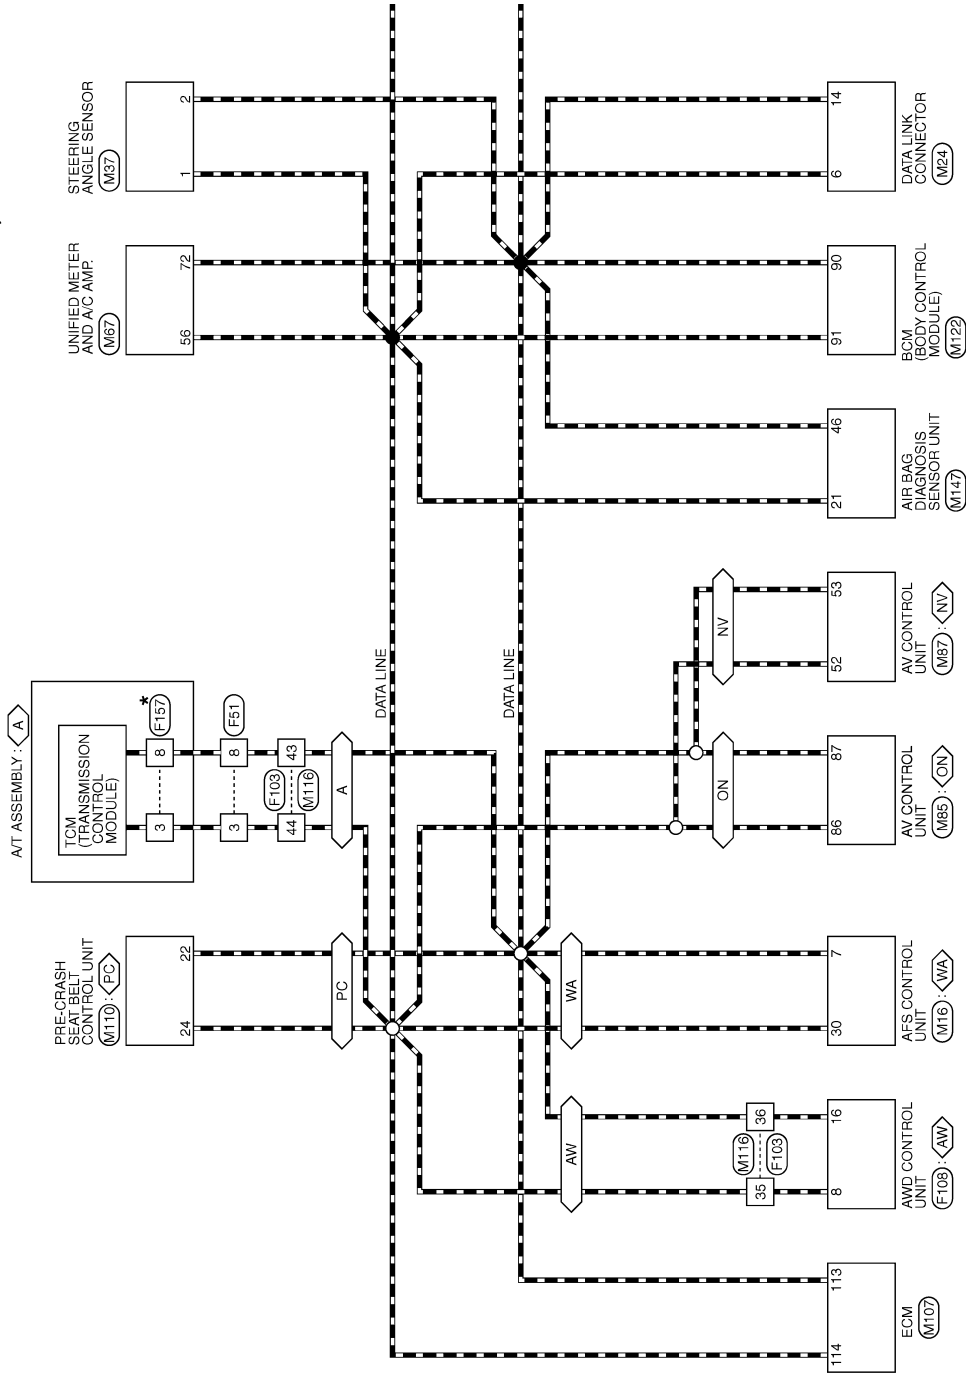 A/T ASSEMBLY : A
TCM
(TRANSMISSION
CONTROL
MODULE)
3
8
*
F157
3
8
F51
44
43
F103
M116
A
PRE-CRASH
SEAT BELT
CONTROL UNIT
M110 : PC
24
22
PC
UNIFIED METER
AND A/C AMP.
M67
56
72
STEERING
ANGLE SENSOR
M37
1
2
DATA LINE
DATA LINE
AW
WA
ON
NV
35
36
M116
F103
114
113
ECM
M107
8
16
AWD CONTROL
UNIT
F108 : AW
30
7
AFS CONTROL
UNIT
M16 : WA
86
87
AV CONTROL
UNIT
M85 : ON
52
53
AV CONTROL
UNIT
M87 : NV
21
46
AIR BAG
DIAGNOSIS
SENSOR UNIT
M147
91
90
BCM
(BODY CONTROL
MODULE)
M122
6
14
DATA LINK
CONNECTOR
M24